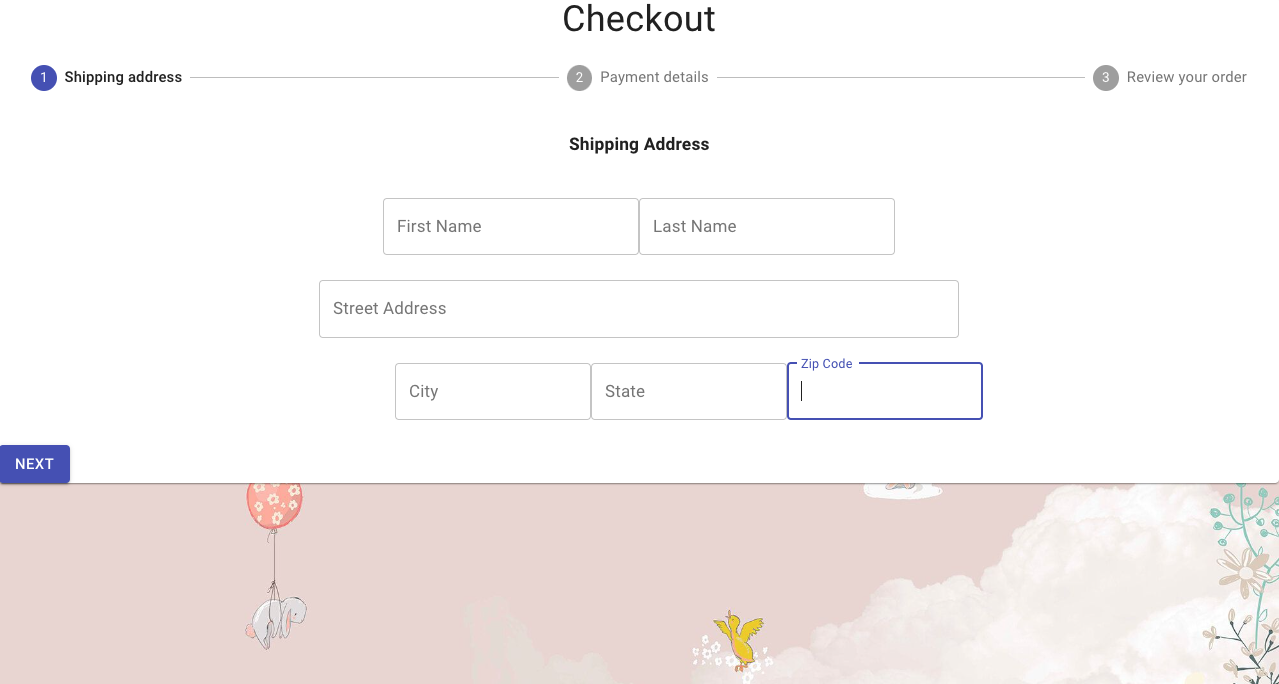 Checkout
1 Shipping address 2 Payment details 3 Review your order
Shipping Address
First Name Last Name
Street Address
City State Zip Code
NEXT